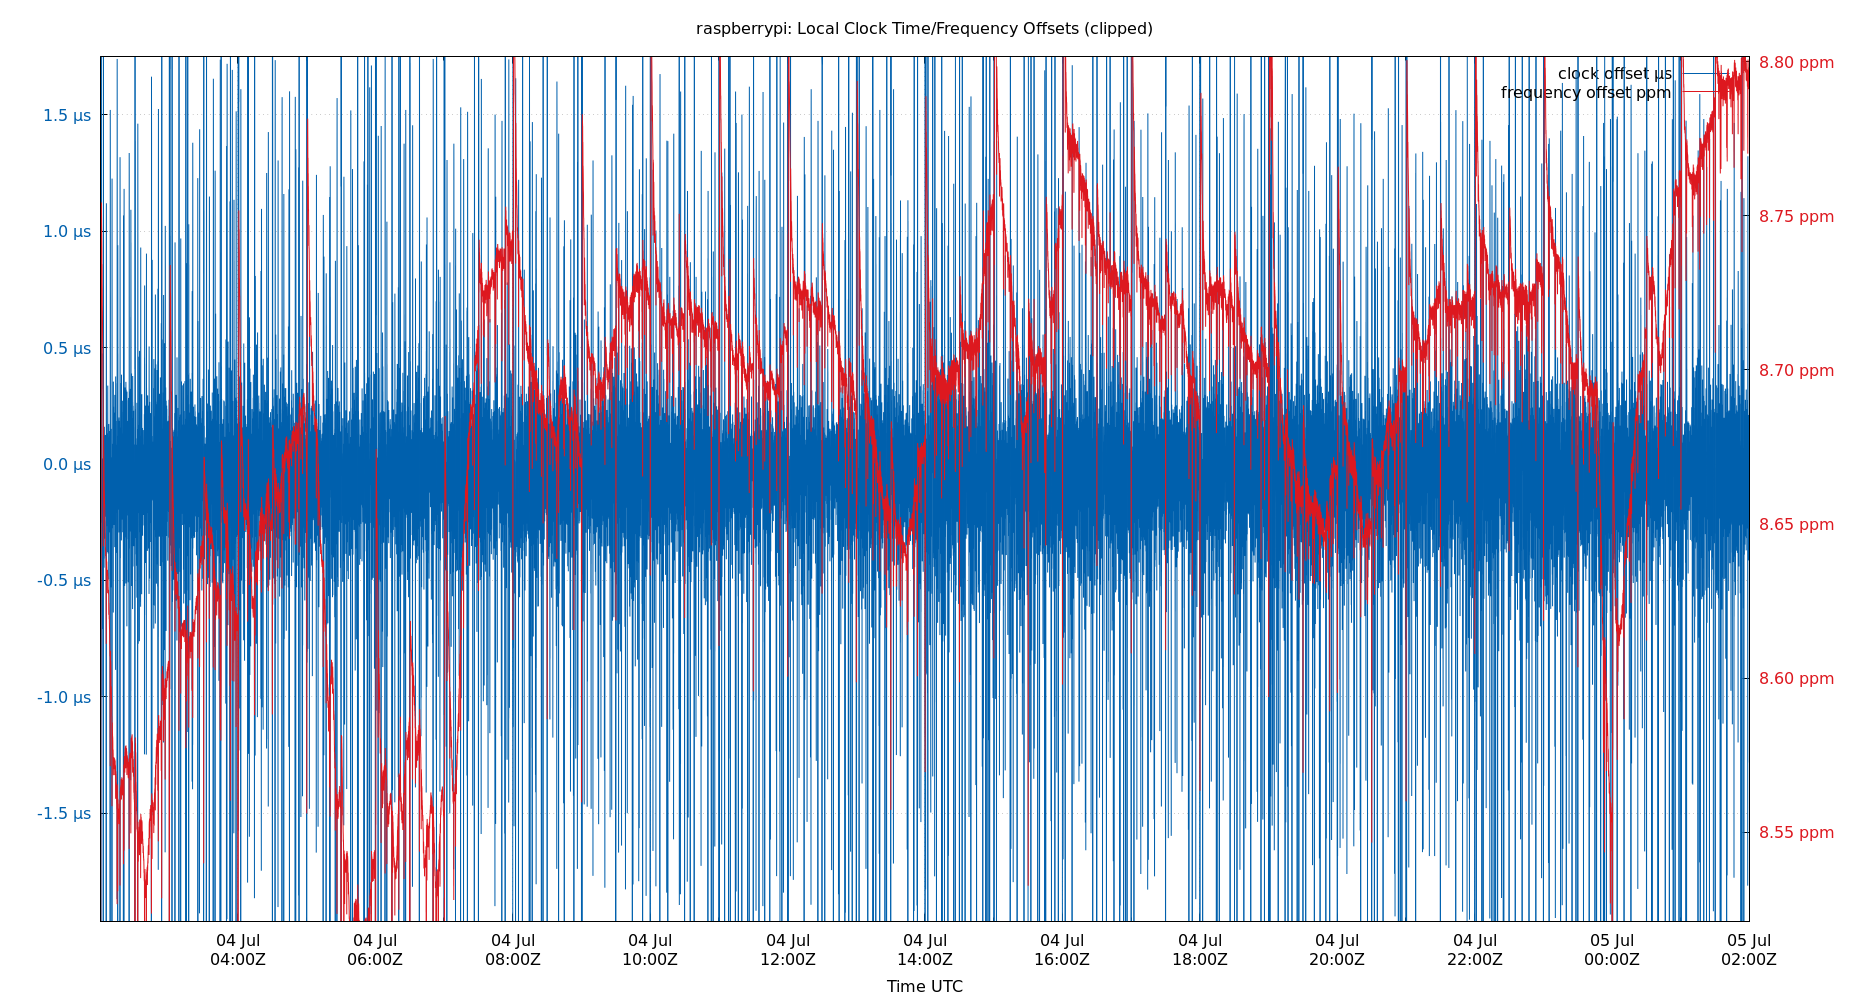 raspberrypi: Local Clock Time/Frequency Offsets (clipped)
clock offset µs
frequency offset ppm
1.5 µs
1.0 µs
0.5 µs
0.0 µs
-0.5 µs
-1.0 µs
-1.5 µs
8.80 ppm
8.75 ppm
8.70 ppm
8.65 ppm
8.60 ppm
8.55 ppm
04 Jul 04 Jul 04 Jul 04 Jul 04 Jul 04 Jul 04 Jul 04 Jul 04 Jul 04 Jul 05 Jul 05 Jul
04:00Z 06:00Z 08:00Z 10:00Z 12:00Z 14:00Z 16:00Z 18:00Z 20:00Z 22:00Z 00:00Z 02:00Z
Time UTC